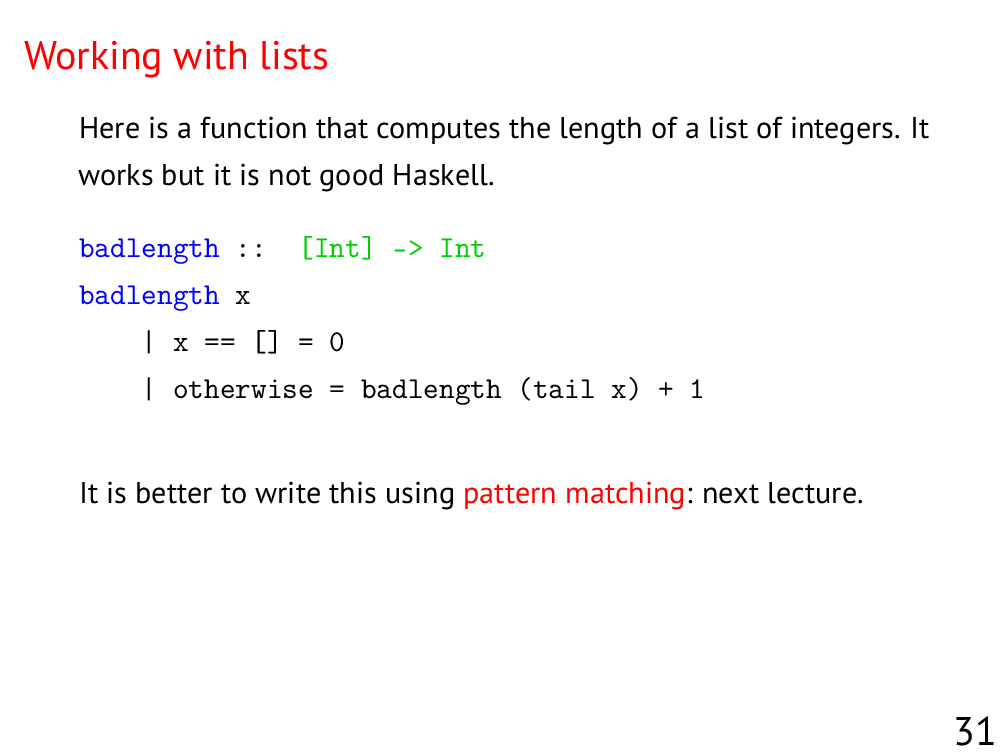 Working with lists
Here is a function that computes the length of a list of integers. It
works but it is not good Haskell.
badlength ::  [Int] -> Int
badlength x
    | x == [] = 0
    | otherwise = badlength (tail x) + 1
It is better to write this using pattern matching: next lecture.
31